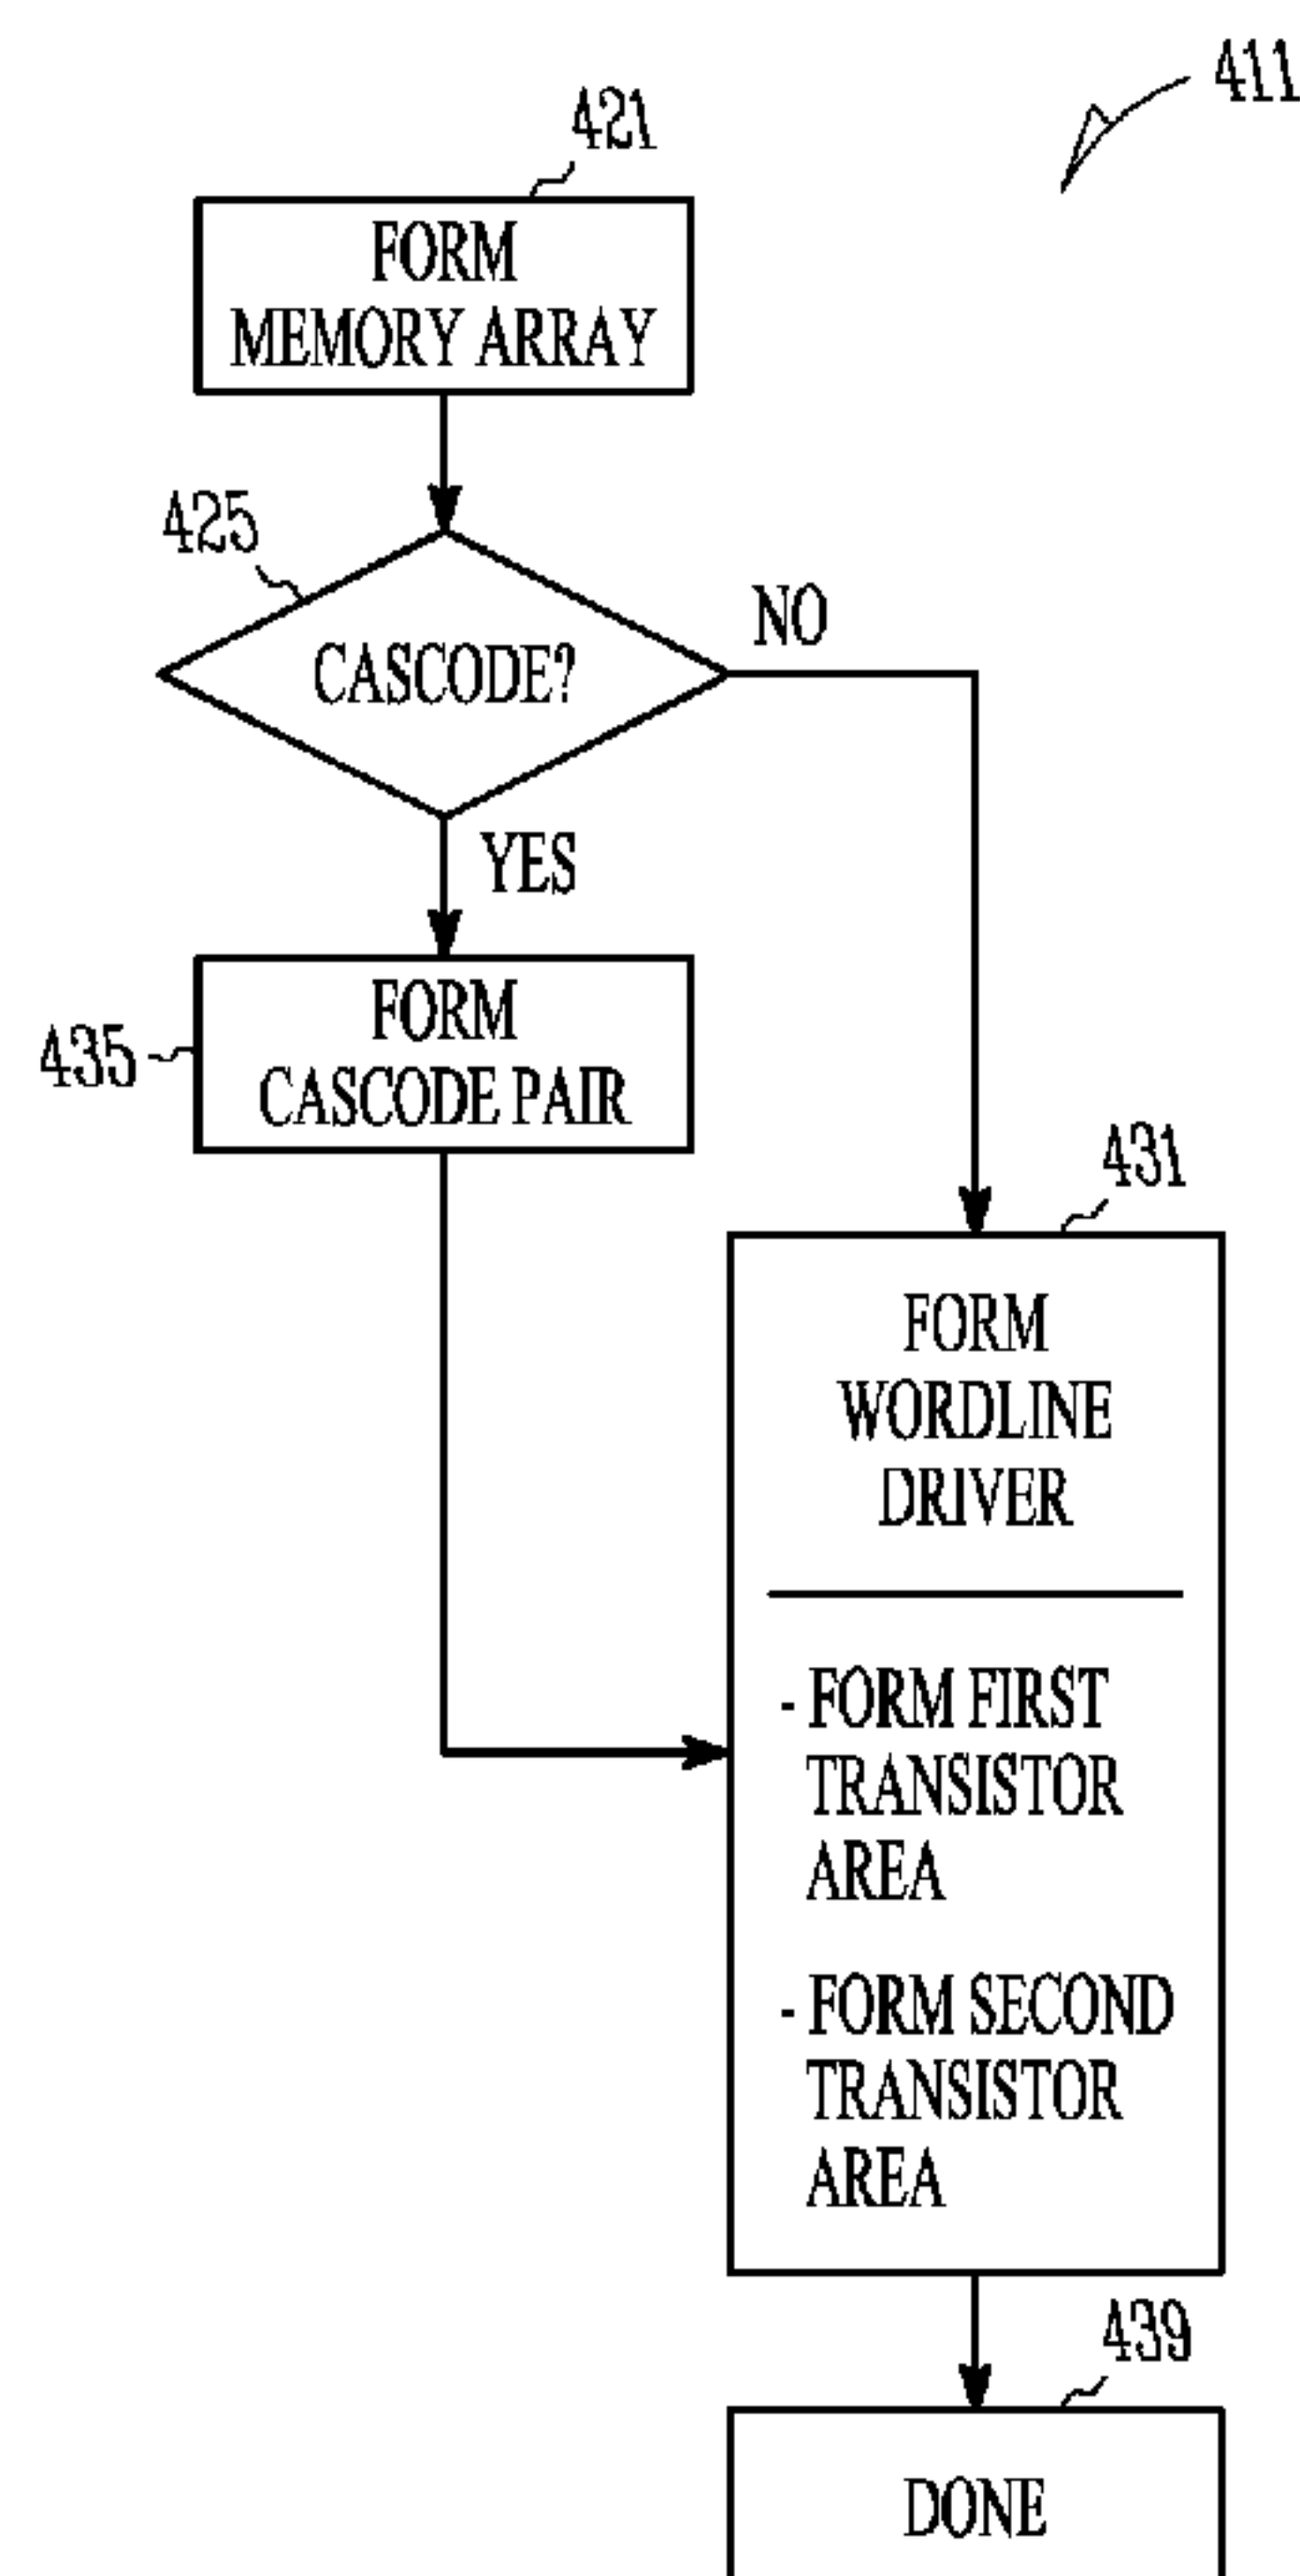 411
421
FORM
MEMORY ARRAY
425
CASCODE?
NO
YES
435
FORM
CASCODE PAIR
431
FORM
WORDLINE
DRIVER
- FORM FIRST
TRANSISTOR
AREA
- FORM SECOND
TRANSISTOR
AREA
439
DONE